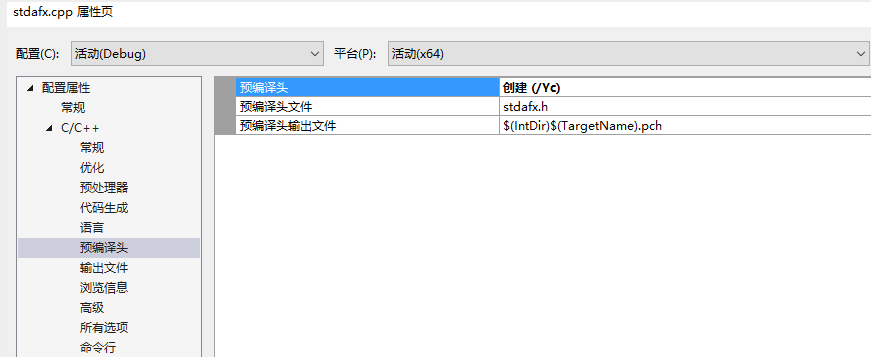 stdafx.cpp 属性页
配置(C): 活动(Debug) 平台(P): 活动(x64)
配置属性
常规
C/C++
常规
优化
预处理器
代码生成
语言
预编译头
输出文件
浏览信息
高级
所有选项
命令行
预编译头 创建 (/Yc)
预编译头文件 stdafx.h
预编译头输出文件 $(IntDir)$(TargetName).pch